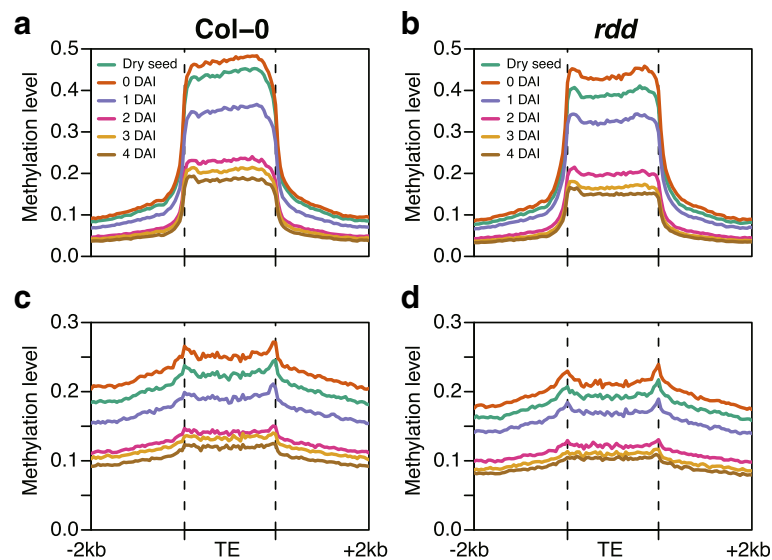 a
Col–0
b
rdd
Methylation level
0.5
0.4
0.3
0.2
0.1
0.0
Dry seed
0 DAI
1 DAI
2 DAI
3 DAI
4 DAI
Methylation level
0.5
0.4
0.3
0.2
0.1
0.0
Dry seed
0 DAI
1 DAI
2 DAI
3 DAI
4 DAI
c
d
Methylation level
0.3
0.2
0.1
0.0
-2kb TE +2kb
Methylation level
0.3
0.2
0.1
0.0
-2kb TE +2kb